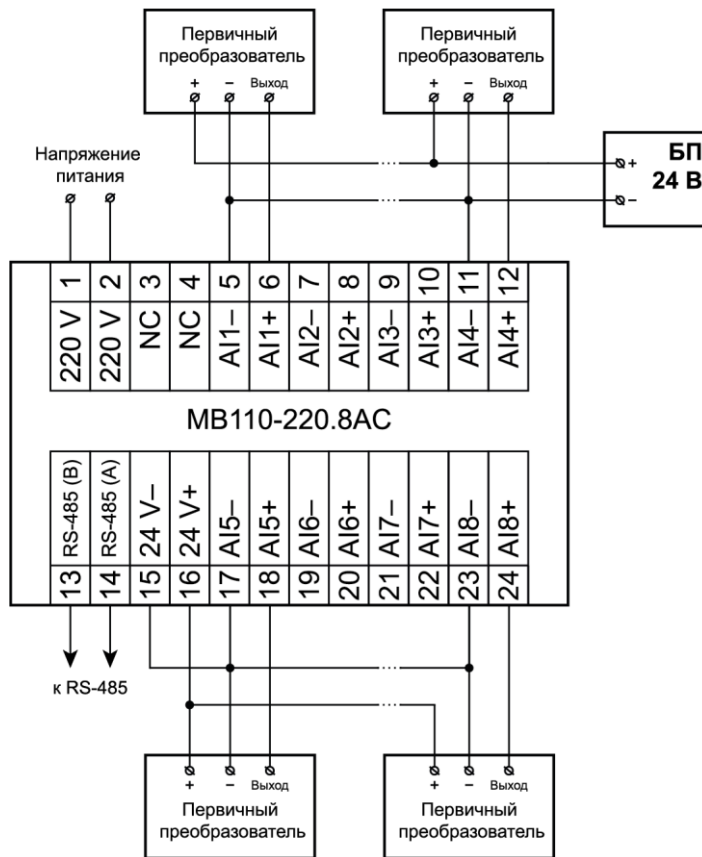 Первичный
преобразователь
+ – Выход
Первичный
преобразователь
+ – Выход
Напряжение
питания
БП
24 В
+
–
1 2 3 4 5 6 7 8 9 10 11 12
220 V 220 V NC NC AI1– AI1+ AI2– AI2+ AI3– AI3+ AI4– AI4+
МВ110-220.8АС
RS-485 (B) RS-485 (A) 24 V– 24 V+ AI5– AI5+ AI6– AI6+ AI7– AI7+ AI8– AI8+
13 14 15 16 17 18 19 20 21 22 23 24
к RS-485
+ – Выход
Первичный
преобразователь
+ – Выход
Первичный
преобразователь